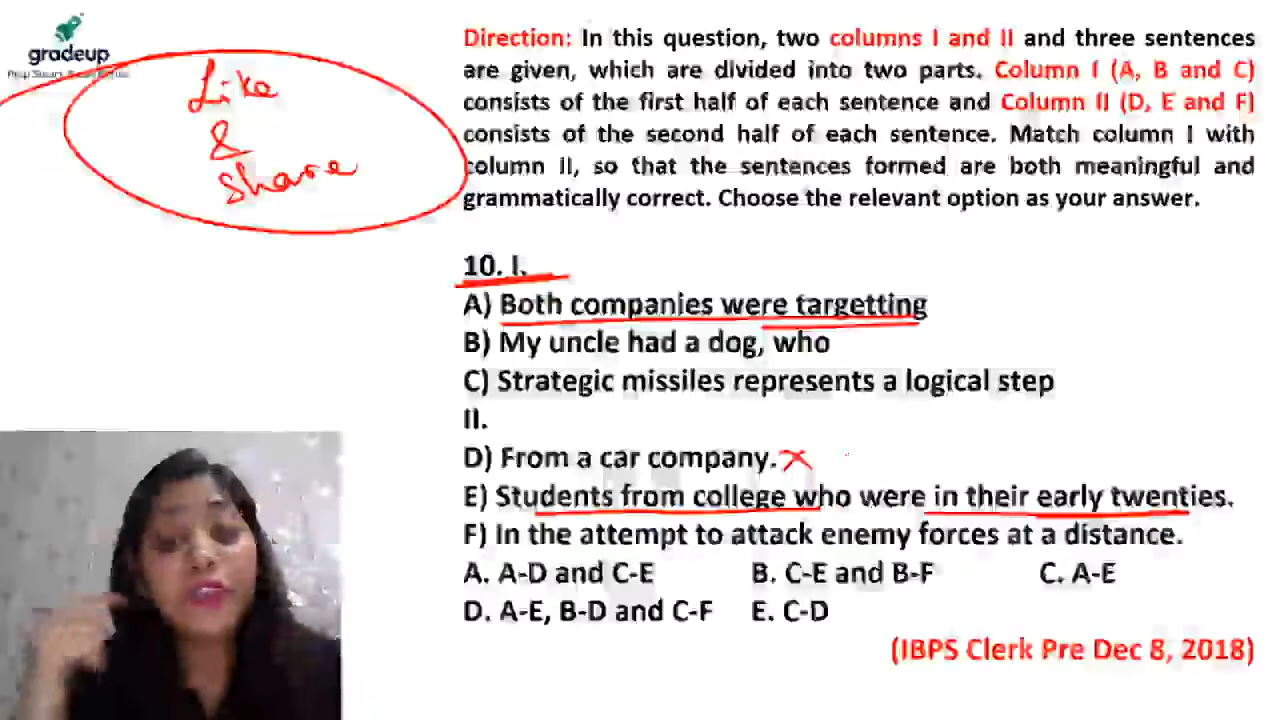 gradeup
Like
&
Share
Direction: In this question, two columns I and II and three sentences
are given, which are divided into two parts. Column I (A, B and C)
consists of the first half of each sentence and Column II (D, E and F)
consists of the second half of each sentence. Match column I with
column II, so that the sentences formed are both meaningful and
grammatically correct. Choose the relevant option as your answer.
10. I.
A) Both companies were targetting
B) My uncle had a dog, who
C) Strategic missiles represents a logical step
II.
D) From a car company.
E) Students from college who were in their early twenties.
F) In the attempt to attack enemy forces at a distance.
A. A-D and C-E B. C-E and B-F C. A-E
D. A-E, B-D and C-F E. C-D
(IBPS Clerk Pre Dec 8, 2018)